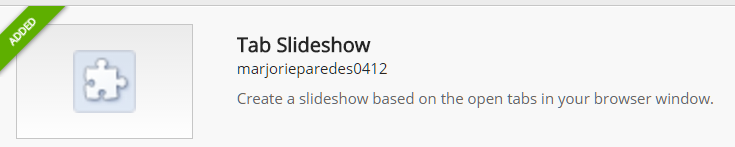 ADDED
Tab Slideshow
marjorieparedes0412
Create a slideshow based on the open tabs in your browser window.